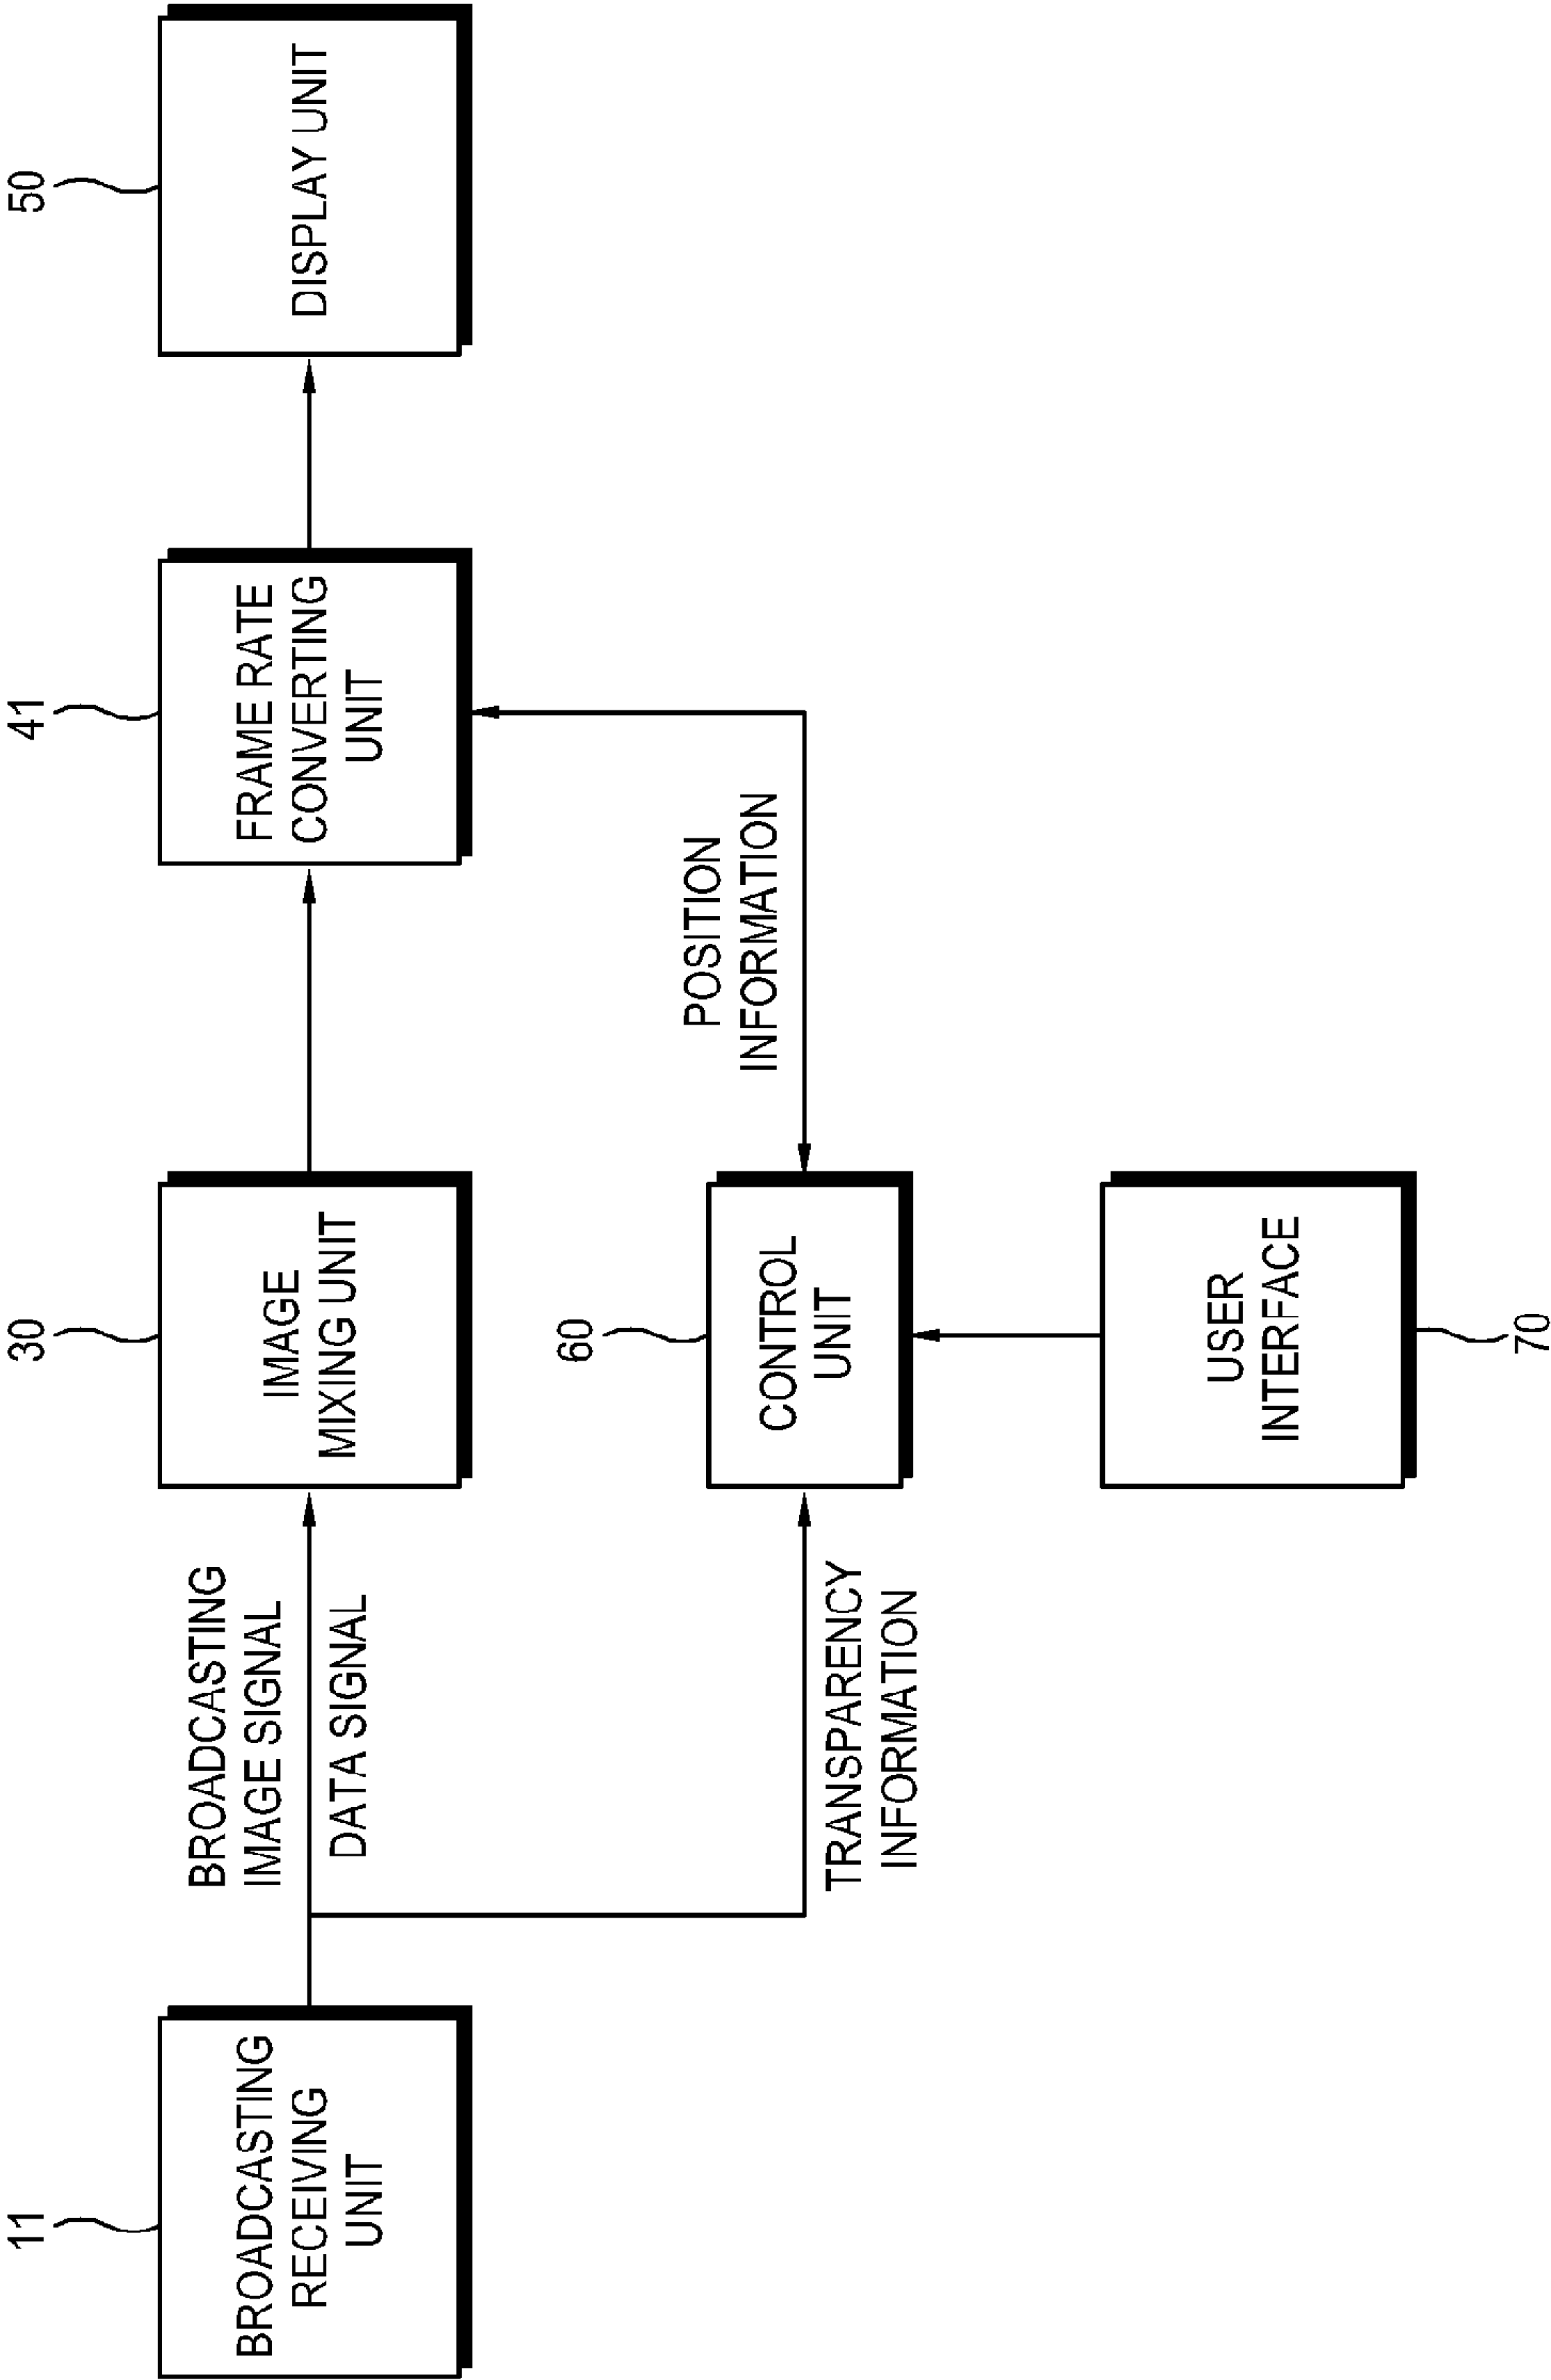 11
BROADCASTING
RECEIVING
UNIT
BROADCASTING
IMAGE SIGNAL
DATA SIGNAL
30
IMAGE
MIXING UNIT
41
FRAME RATE
CONVERTING
UNIT
50
DISPLAY UNIT
TRANSPARENCY
INFORMATION
60
CONTROL
UNIT
POSITION
INFORMATION
USER
INTERFACE
70